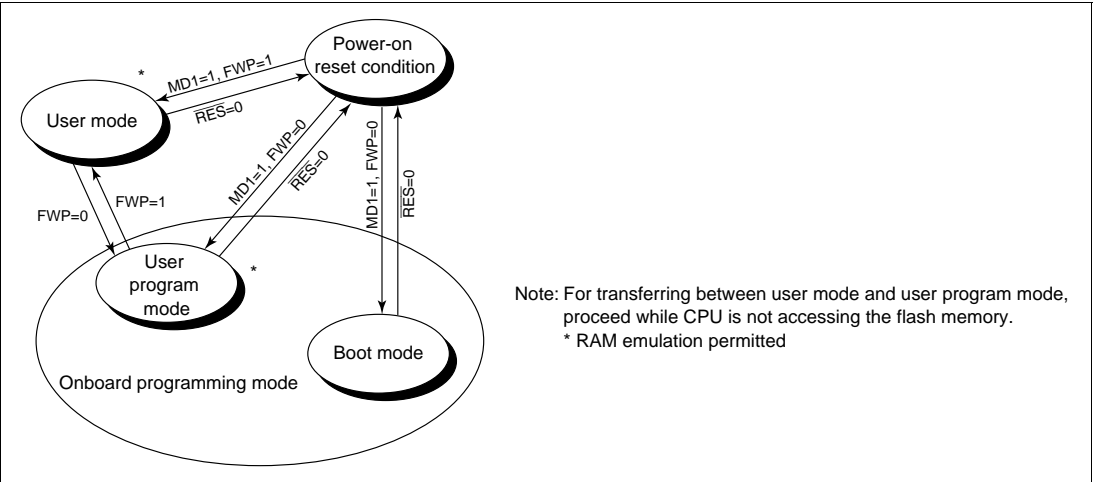 Power-on
reset condition
*
MD1=1, FWP=1
RES=0
User mode
MD1=1, FWP=0
RES=0
MD1=1, FWP=0
RES=0
FWP=0
FWP=1
User
program
mode
*
Boot mode
Onboard programming mode
Note: For transferring between user mode and user program mode,
proceed while CPU is not accessing the flash memory.
* RAM emulation permitted